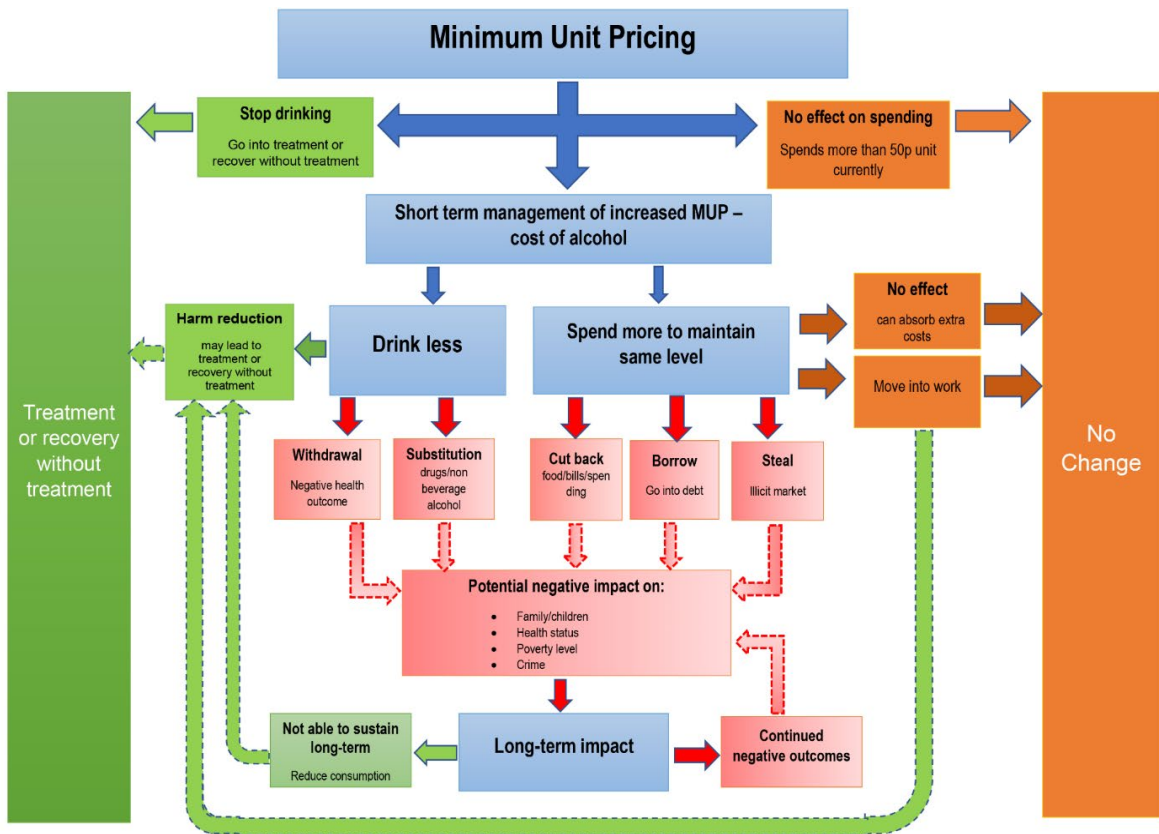 Minimum Unit Pricing
Stop drinking
Go into treatment or
recover without treatment
No effect on spending
Spends more than 50p unit
currently
Short term management of increased MUP –
cost of alcohol
Harm reduction
may lead to
treatment or
recovery without
treatment
Drink less
Spend more to maintain
same level
No effect
can absorb extra
costs
Move into work
Treatment
or recovery
without
treatment
No
Change
Withdrawal
Negative health
outcome
Substitution
drugs/non
beverage
alcohol
Cut back
food/bills/spen
ding
Borrow
Go into debt
Steal
Illicit market
Potential negative impact on:
• Family/children
• Health status
• Poverty level
• Crime
Not able to sustain
long-term
Reduce consumption
Long-term impact
Continued
negative outcomes